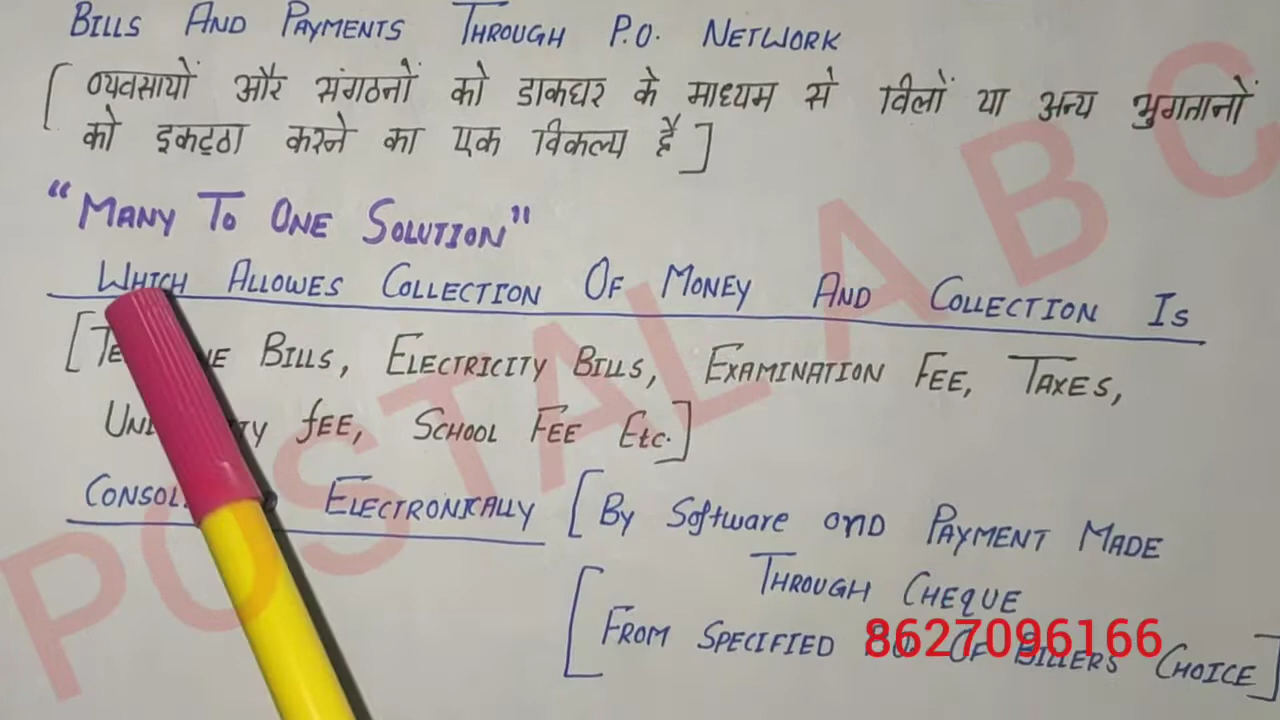 BILLS AND PAYMENTS THROUGH P.O. NETWORK
[व्यवसायों और संगठनों को डाकघर के माध्यम से विलों या अन्य भुगतानों
को इकट्ठा करने का एक विकल्प है]
"MANY TO ONE SOLUTION"
WHICH ALLOWES COLLECTION OF MONEY AND COLLECTION IS
[ BILLS, ELECTRICITY BILLS, EXAMINATION FEE, TAXES,
FEE, SCHOOL FEE Etc.]
ELECTRONICALLY [By Software and PAYMENT MADE
THROUGH CHEQUE
[FROM SPECIFIED OF BILLERS CHOICE]
8627096166
POSTAL ABC